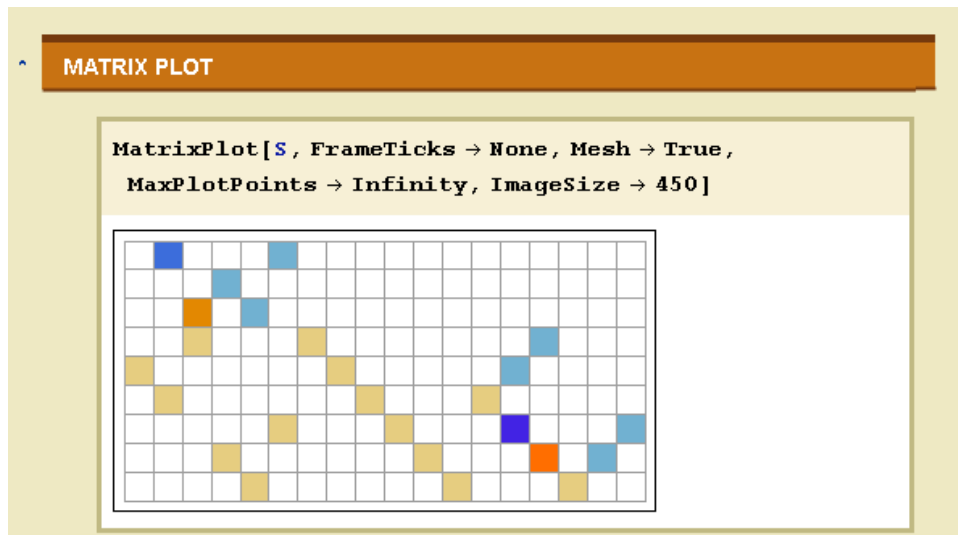 MATRIX PLOT
MatrixPlot[S, FrameTicks → None, Mesh → True,
MaxPlotPoints → Infinity, ImageSize → 450]